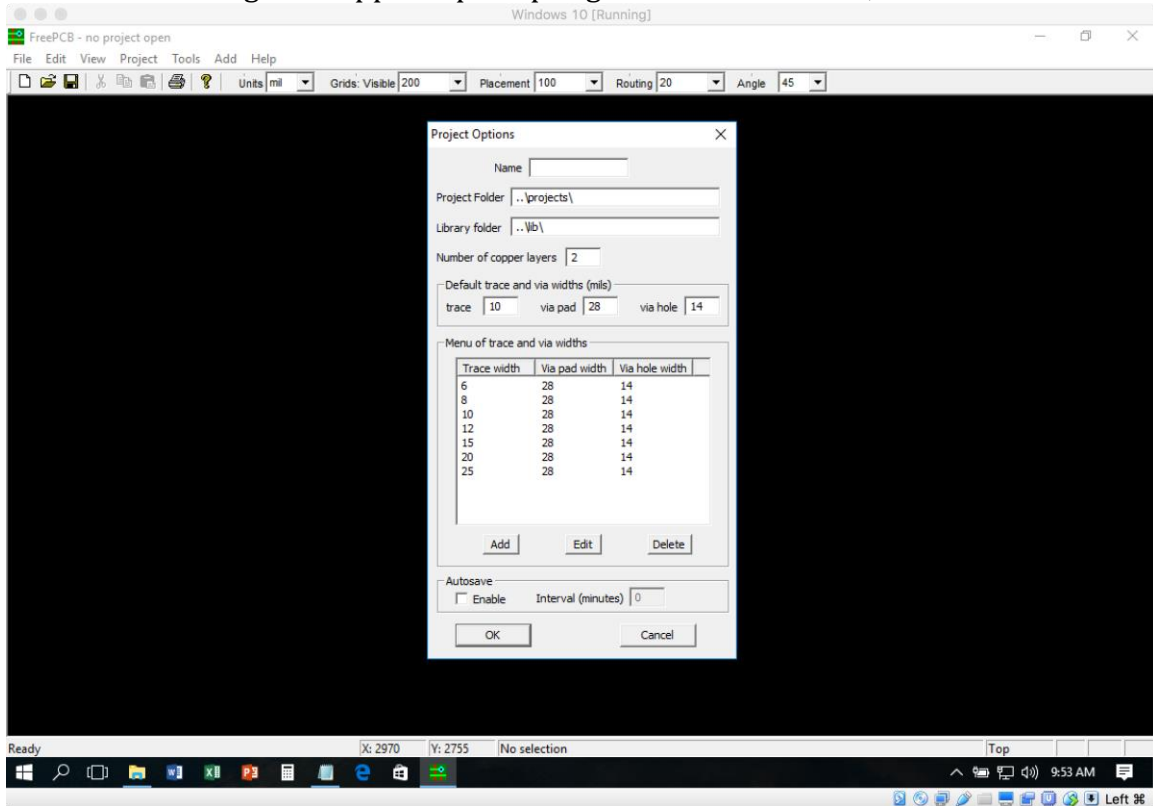 Windows 10 [Running]
FreePCB - no project open
File Edit View Project Tools Add Help
Units mil Grids: Visible 200 Placement 100 Routing 20 Angle 45
Project Options
Name
Project Folder ..\projects\
Library folder ..\lib\
Number of copper layers 2
Default trace and via widths (mils)
trace 10 via pad 28 via hole 14
Menu of trace and via widths
Trace width Via pad width Via hole width
6 28 14
8 28 14
10 28 14
12 28 14
15 28 14
20 28 14
25 28 14
Add Edit Delete
Autosave
Enable Interval (minutes) 0
OK Cancel
Ready X: 2970 Y: 2755 No selection Top
9:53 AM
Left ⌘